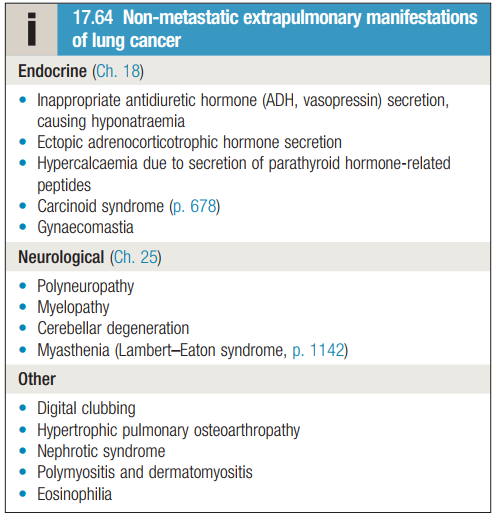 i
17.64 Non-metastatic extrapulmonary manifestations
of lung cancer
Endocrine (Ch. 18)
• Inappropriate antidiuretic hormone (ADH, vasopressin) secretion,
causing hyponatraemia
• Ectopic adrenocorticotrophic hormone secretion
• Hypercalcaemia due to secretion of parathyroid hormone-related
peptides
• Carcinoid syndrome (p. 678)
• Gynaecomastia
Neurological (Ch. 25)
• Polyneuropathy
• Myelopathy
• Cerebellar degeneration
• Myasthenia (Lambert–Eaton syndrome, p. 1142)
Other
• Digital clubbing
• Hypertrophic pulmonary osteoarthropathy
• Nephrotic syndrome
• Polymyositis and dermatomyositis
• Eosinophilia